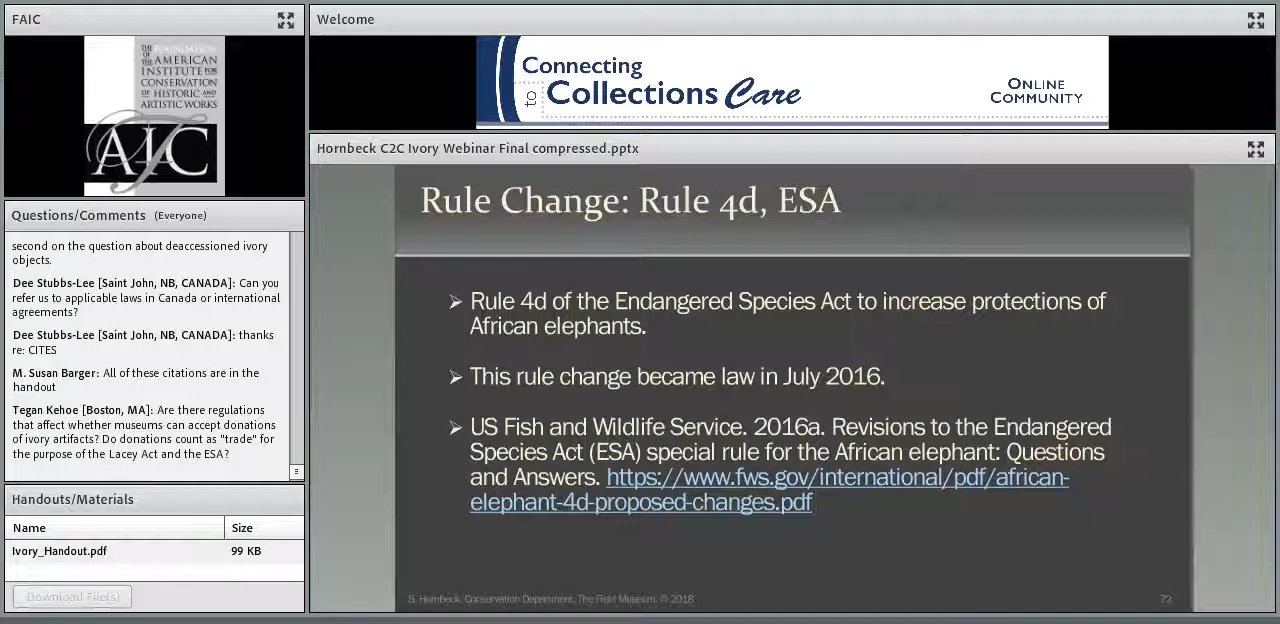 FAIC
THE FOUNDATION
OF THE AMERICAN
INSTITUTE FOR
CONSERVATION
OF HISTORIC AND
ARTISTIC WORKS
AIC
Welcome
Connecting
to Collections Care
ONLINE
COMMUNITY
Questions/Comments (Everyone)
second on the question about deaccessioned ivory
objects.
Dee Stubbs-Lee [Saint John, NB, CANADA]: Can you
refer us to applicable laws in Canada or international
agreements?
Dee Stubbs-Lee [Saint John, NB, CANADA]: thanks
re: CITES
M. Susan Barger: All of these citations are in the
handout
Tegan Kehoe [Boston, MA]: Are there regulations
that affect whether museums can accept donations
of ivory artifacts? Do donations count as "trade" for
the purpose of the Lacey Act and the ESA?
Handouts/Materials
Name Size
Ivory_Handout.pdf 99 KB
Download File(s)
Hornbeck C2C Ivory Webinar Final compressed.pptx
Rule Change: Rule 4d, ESA
➢ Rule 4d of the Endangered Species Act to increase protections of
African elephants.
➢ This rule change became law in July 2016.
➢ US Fish and Wildlife Service. 2016a. Revisions to the Endangered
Species Act (ESA) special rule for the African elephant: Questions
and Answers. https://www.fws.gov/international/pdf/african-
elephant-4d-proposed-changes.pdf
S. Hornbeck, Conservation Department, The Field Museum. © 2018